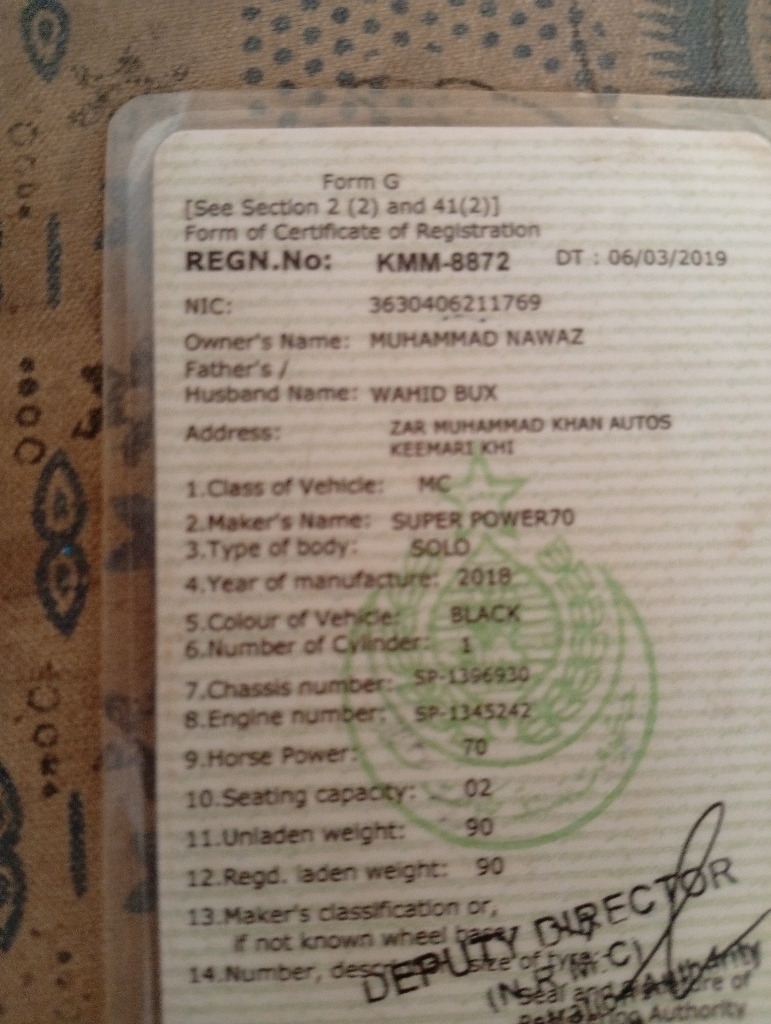 Form G
[See Section 2 (2) and 41(2)]
Form of Certificate of Registration
REGN.No: KMM-8872 DT : 06/03/2019
NIC: 3630406211769
Owner's Name: MUHAMMAD NAWAZ
Father's /
Husband Name: WAHID BUX
Address: ZAR MUHAMMAD KHAN AUTOS
KEEMARI KHI
1.Class of Vehicle: MC
2.Maker's Name: SUPER POWER70
3.Type of body: SOLO
4.Year of manufacture: 2018
5.Colour of Vehicle: BLACK
6.Number of Cylinder: 1
7.Chassis number: SP-1396930
8.Engine number: SP-1345242
9.Horse Power: 70
10.Seating capacity: 02
11.Unladen weight: 90
12.Regd. laden weight: 90
13.Maker's classification or,
if not known wheel base,
14.Number, size of
DEPUTY DIRECTOR
Seal and of
Authority